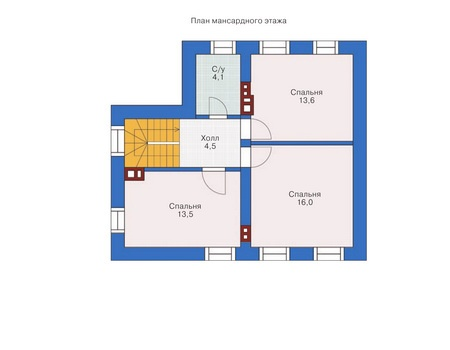 План мансардного этажа
С/у
4,1
Спальня
13,6
Холл
4,5
Спальня
16,0
Спальня
13,5